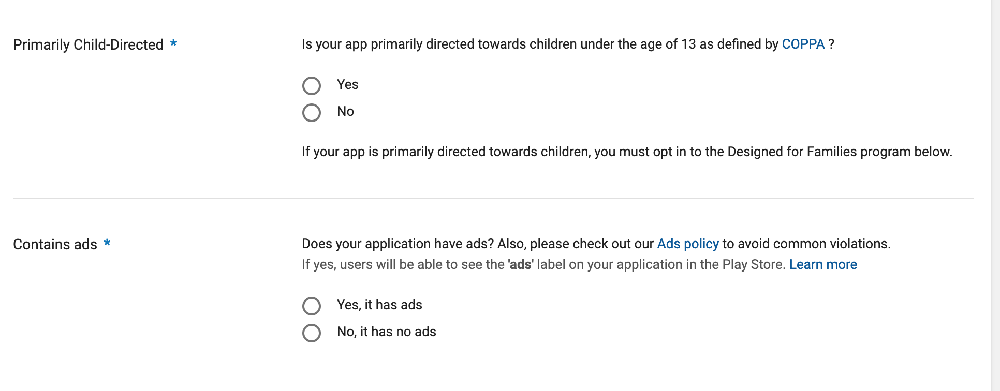 Primarily Child-Directed *
Is your app primarily directed towards children under the age of 13 as defined by COPPA ?
Yes
No
If your app is primarily directed towards children, you must opt in to the Designed for Families program below.
Contains ads *
Does your application have ads? Also, please check out our Ads policy to avoid common violations.
If yes, users will be able to see the 'ads' label on your application in the Play Store. Learn more
Yes, it has ads
No, it has no ads